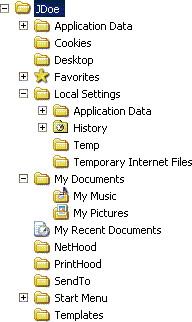 JDoe
Application Data
Cookies
Desktop
Favorites
Local Settings
Application Data
History
Temp
Temporary Internet Files
My Documents
My Music
My Pictures
My Recent Documents
NetHood
PrintHood
SendTo
Start Menu
Templates